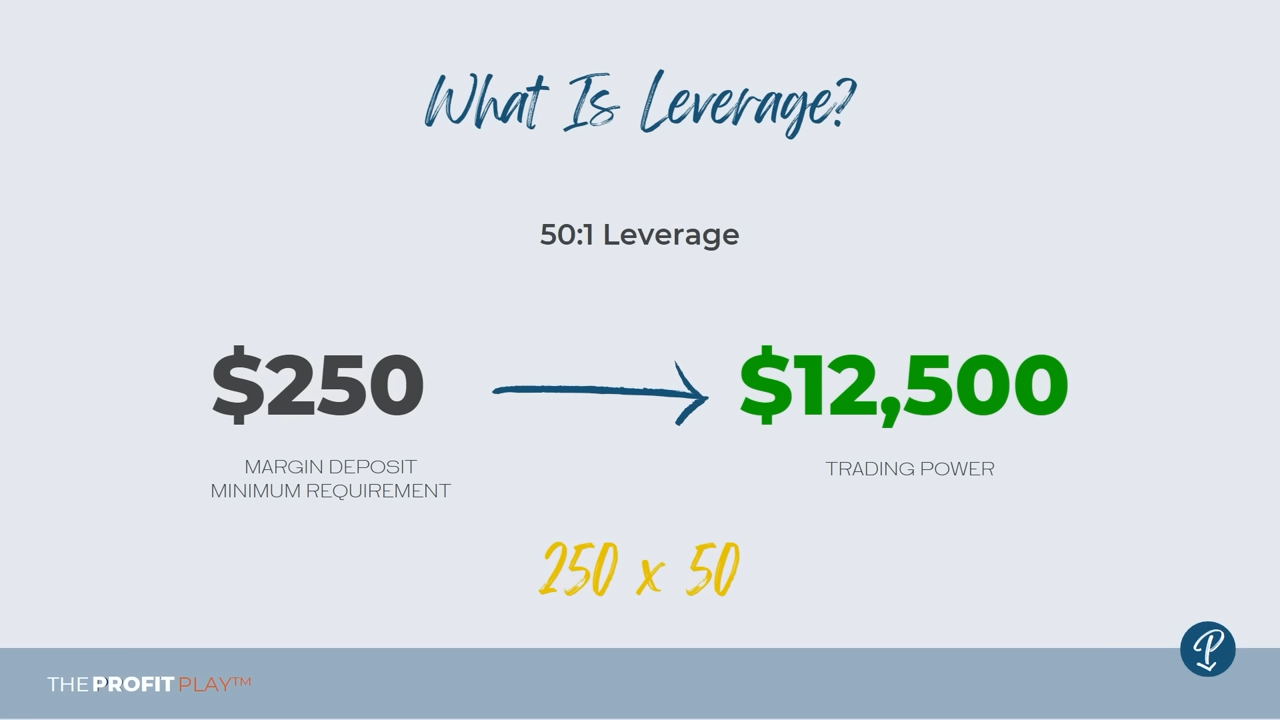 What Is Leverage?
50:1 Leverage
$250
$12,500
MARGIN DEPOSIT
MINIMUM REQUIREMENT
TRADING POWER
250 x 50
P
THE PROFIT PLAY™